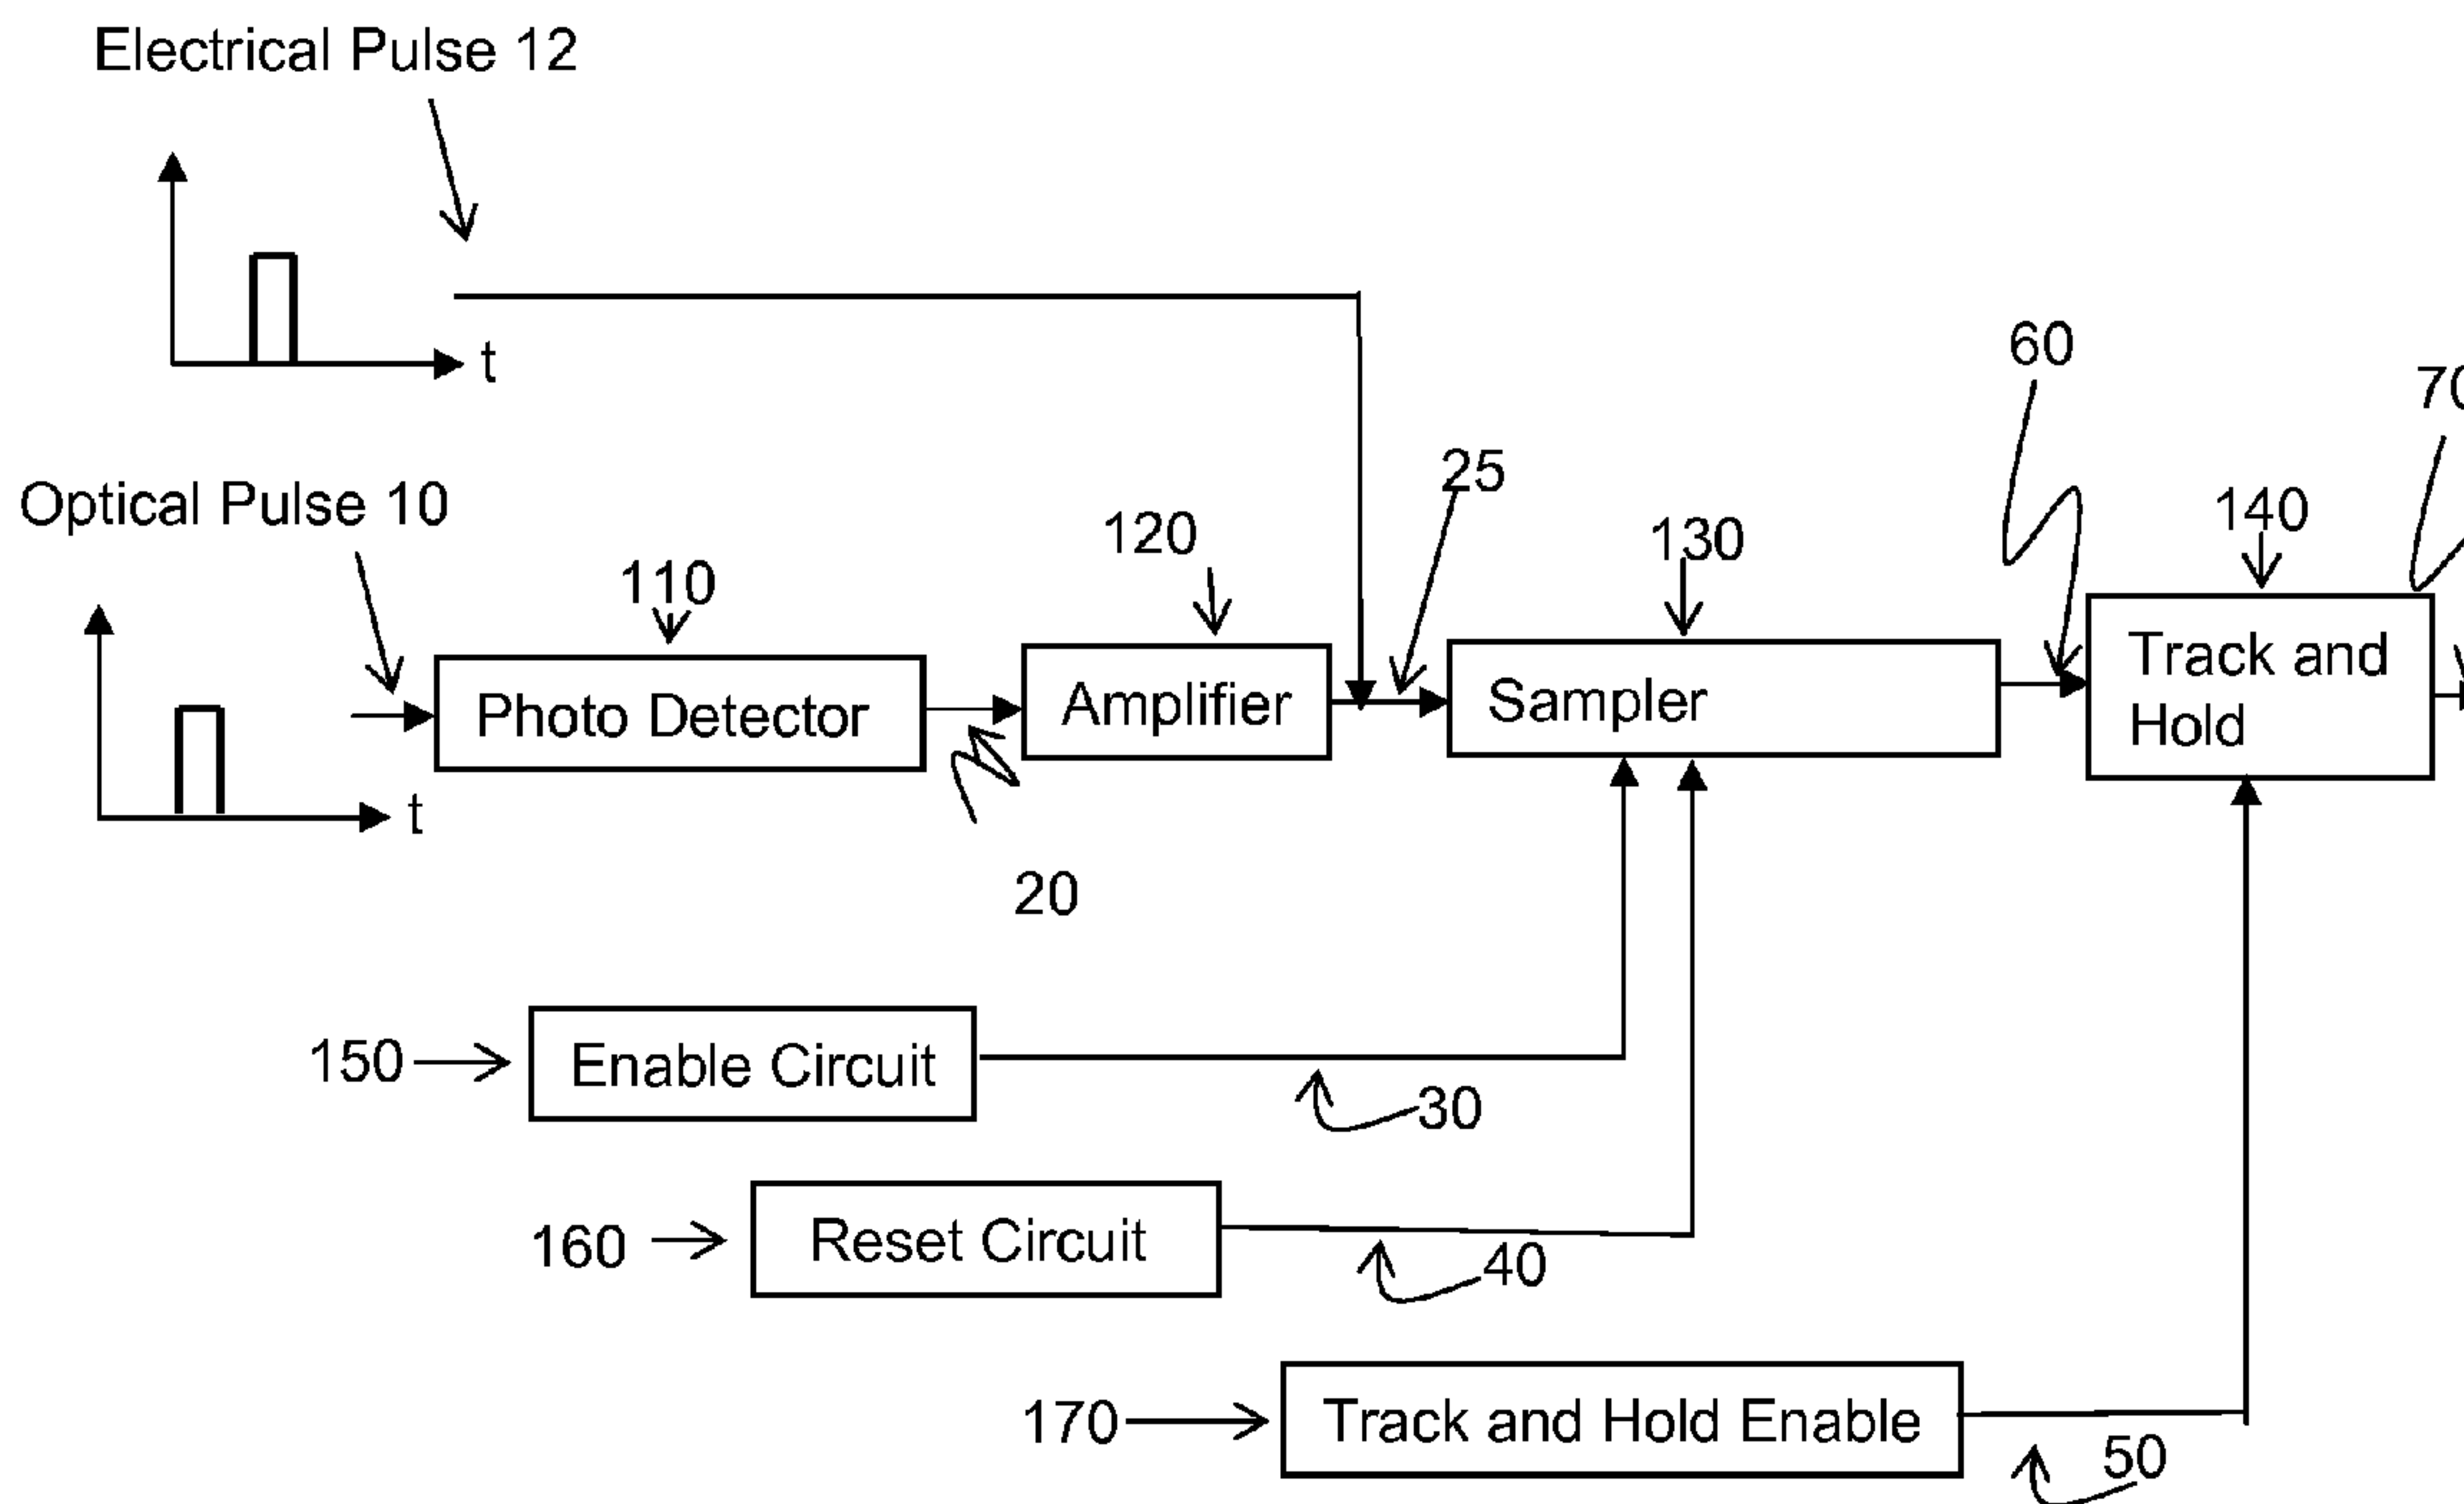 Electrical Pulse 12
t
60
70
25
Optical Pulse 10
140
120
130
110
Track and
Hold
Photo Detector
Amplifier
Sampler
t
20
150
Enable Circuit
30
160
Reset Circuit
40
170
Track and Hold Enable
50